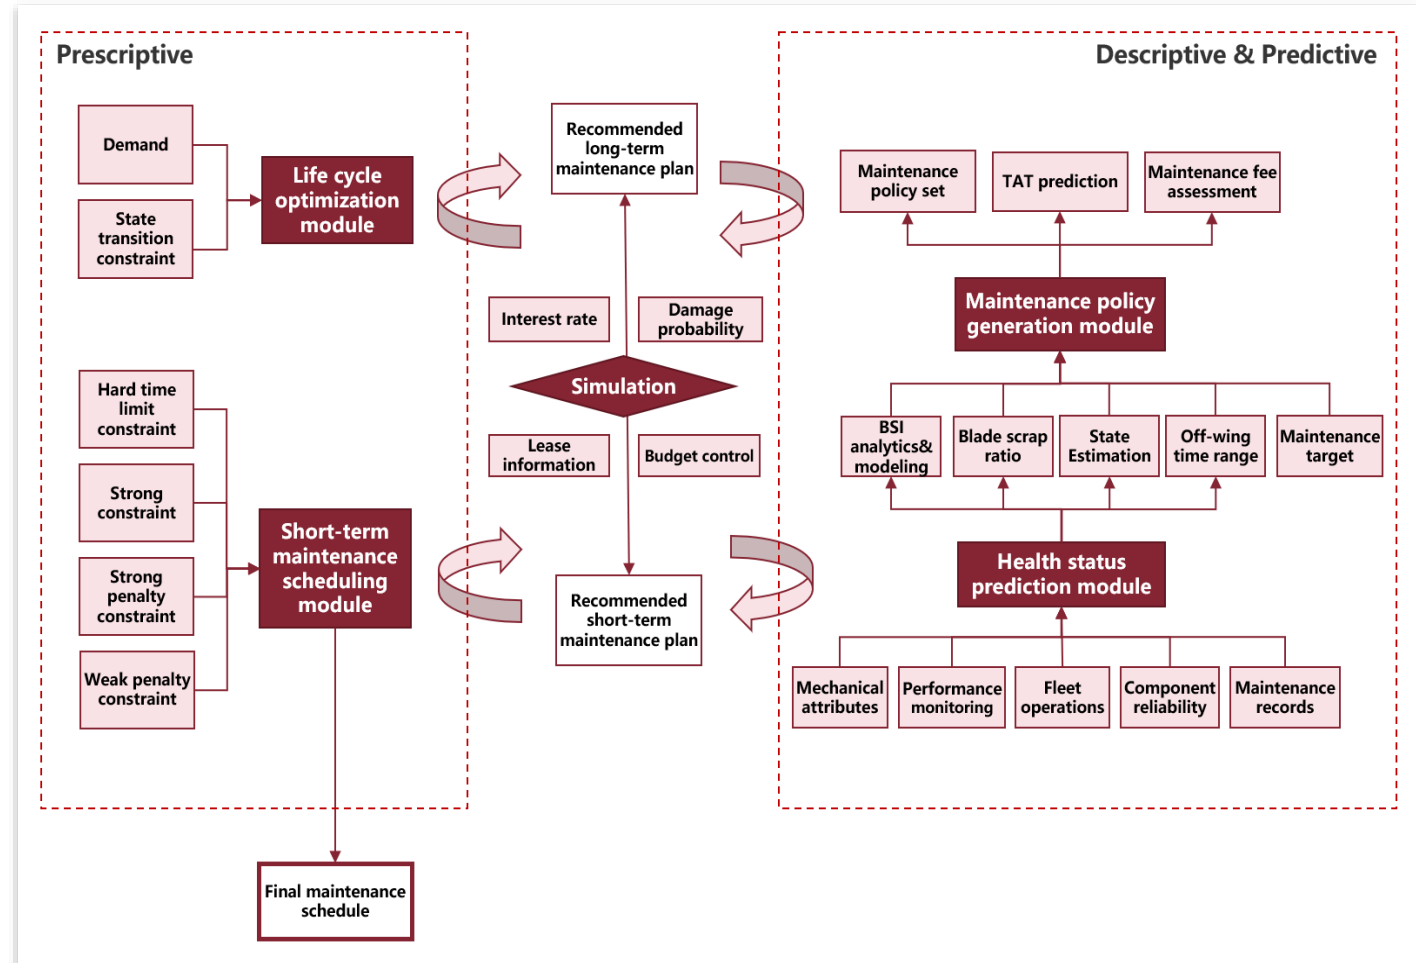 Prescriptive
Demand
State
transition
constraint
Life cycle
optimization
module
Hard time
limit
constraint
Strong
constraint
Strong
penalty
constraint
Weak penalty
constraint
Short-term
maintenance
scheduling
module
Final maintenance
schedule
Recommended
long-term
maintenance plan
Interest rate
Damage
probability
Simulation
Lease
information
Budget control
Recommended
short-term
maintenance plan
Descriptive & Predictive
Maintenance
policy set
TAT prediction
Maintenance fee
assessment
Maintenance policy
generation module
BSI
analytics&
modeling
Blade scrap
ratio
State
Estimation
Off-wing
time range
Maintenance
target
Health status
prediction module
Mechanical
attributes
Performance
monitoring
Fleet
operations
Component
reliability
Maintenance
records